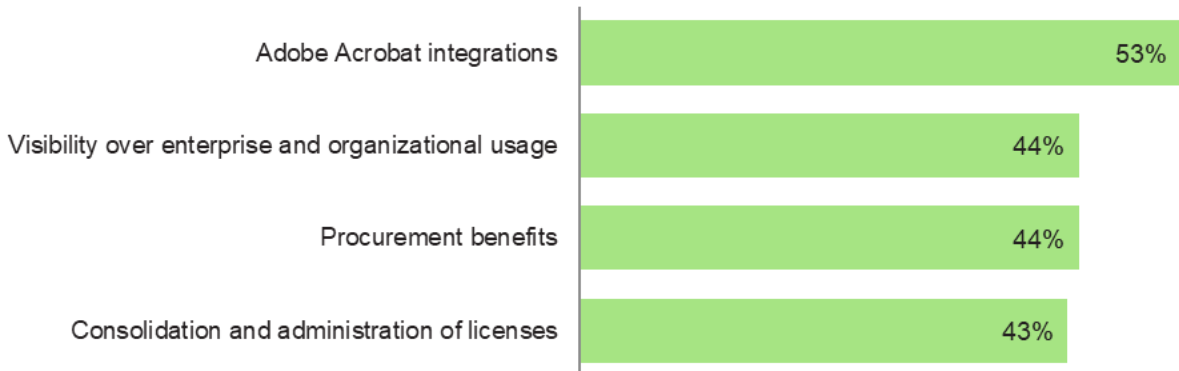 Adobe Acrobat integrations 53%
Visibility over enterprise and organizational usage 44%
Procurement benefits 44%
Consolidation and administration of licenses 43%